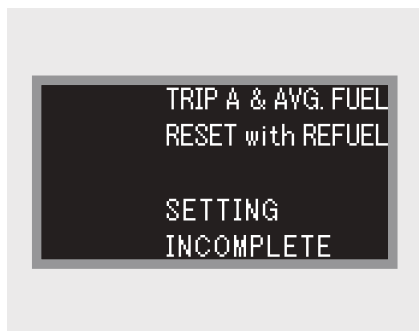 TRIP A & AVG. FUEL
RESET with REFUEL
SETTING
INCOMPLETE